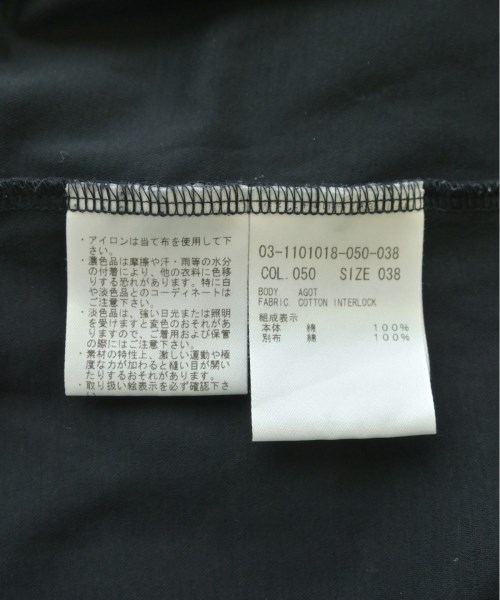 ・アイロンは当て布を使用して下
さい。
・濃色品は摩擦や汗・雨等の水分
の付着により、他の衣料に色移
りする恐れがあります。特に白
や淡色品とのコーディネートは
ご注意下さい。
・淡色品は、強い日光または照明
を受けますと変色のおそれがあ
りますので、ご着用および保管
の際にはご注意下さい。
・素材の特性上、激しい運動や極
度な力が加わると縫い目が開い
たりするおそれがあります。
・取り扱い絵表示を必ず確認下さ
い。
03-1101018-050-038
COL.050 SIZE 038
BODY AGOT
FABRIC COTTON INTERLOCK
組成表示
本体 綿 100%
別布 綿 100%